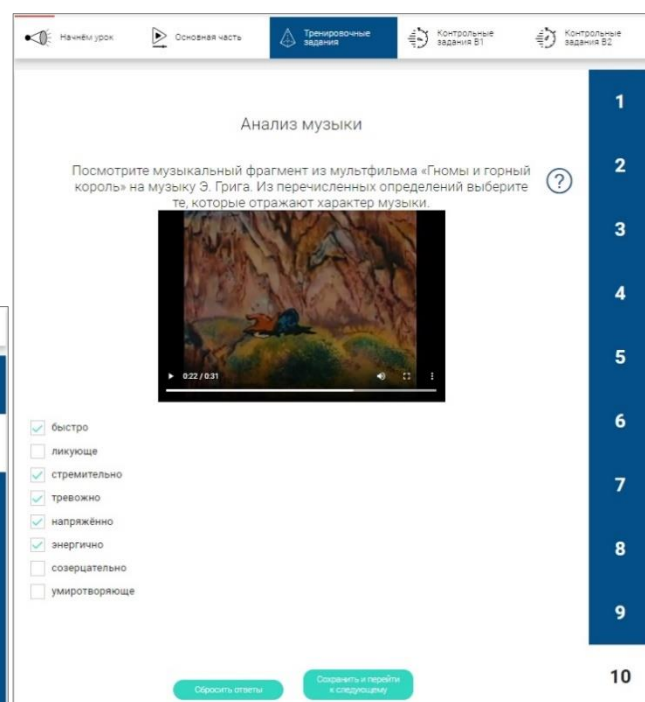 Начнём урок
Основная часть
Тренировочные
задания
Контрольные
задания В1
Контрольные
задания В2
Анализ музыки
Посмотрите музыкальный фрагмент из мультфильма «Гномы и горный
король» на музыку Э. Грига. Из перечисленных определений выберите
те, которые отражают характер музыки.
?
0:22 / 0:31
быстро
ликующе
стремительно
тревожно
напряжённо
энергично
созерцательно
умиротворяюще
Сбросить ответы
Сохранить и перейти
к следующему
1
2
3
4
5
6
7
8
9
10